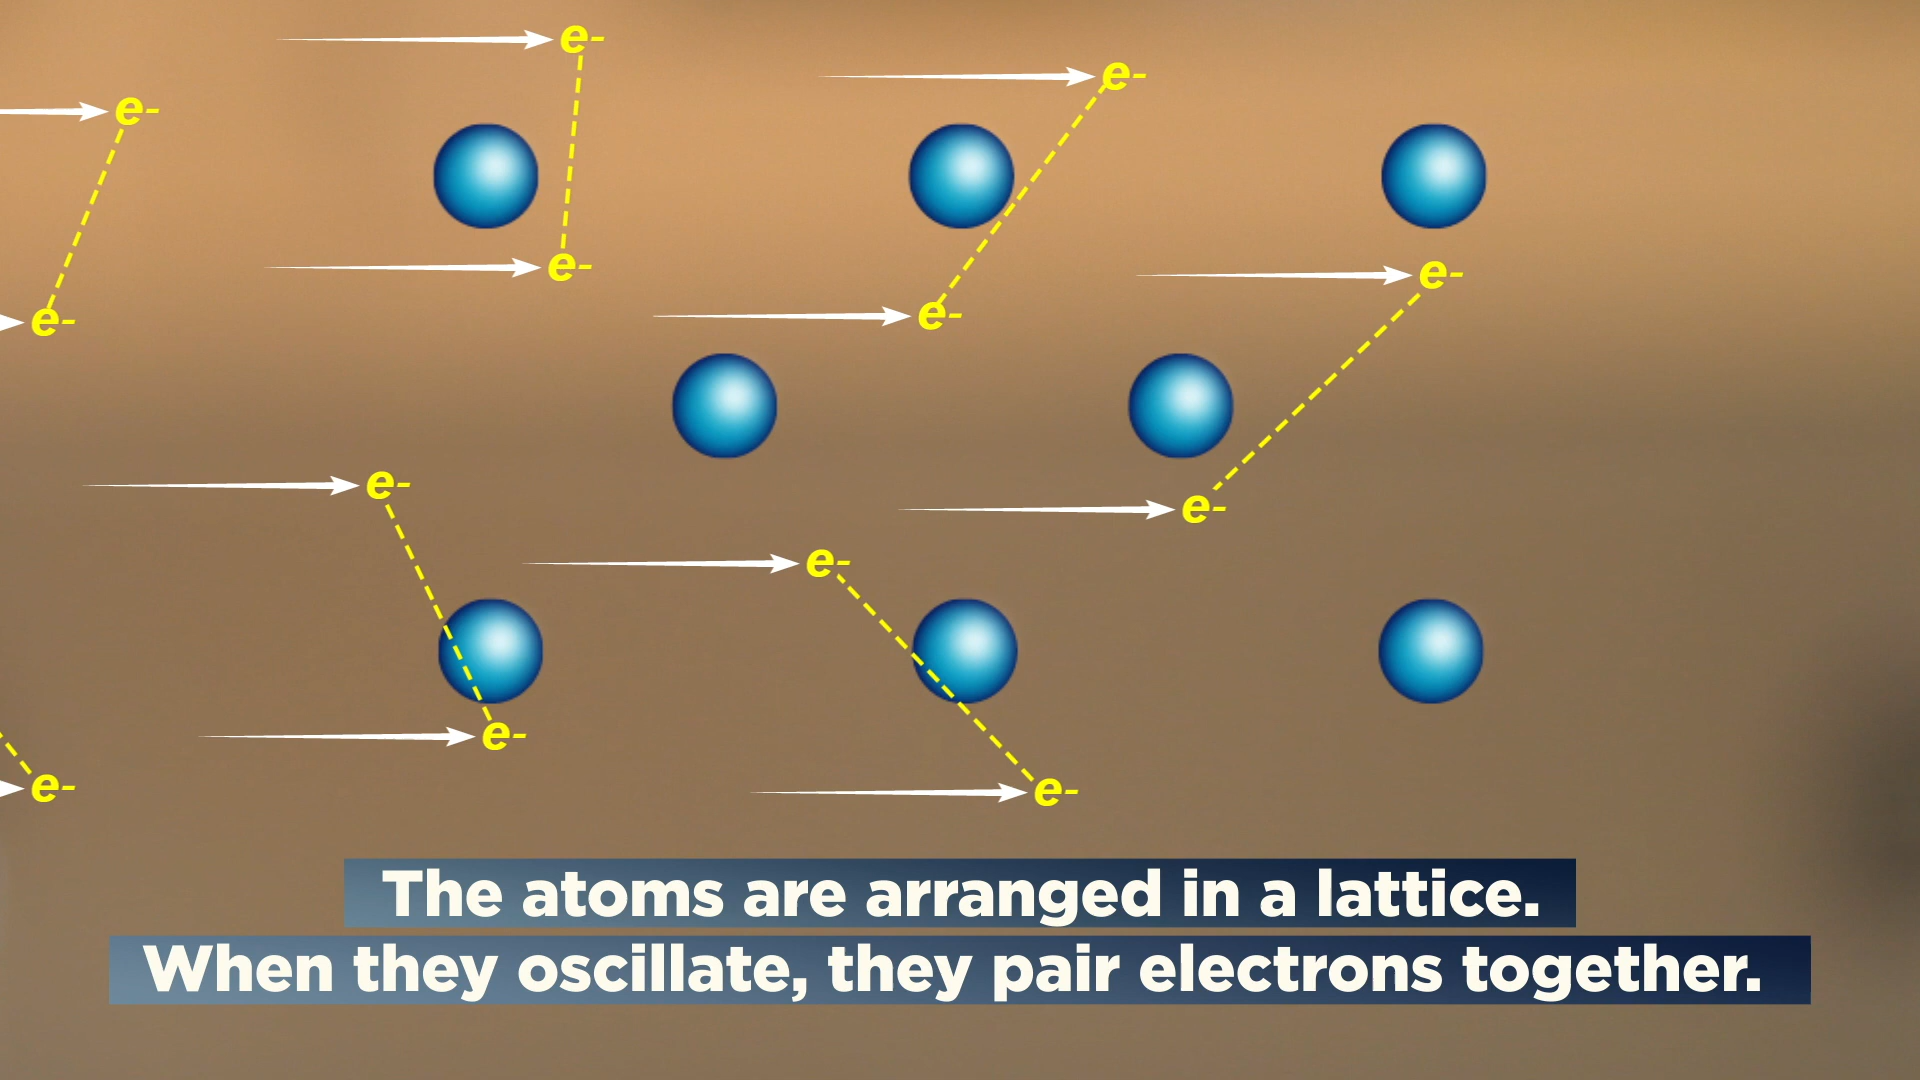 e-
e-
e-
e-
e-
e-
e-
e-
e-
e-
e-
e-
e-
The atoms are arranged in a lattice.
When they oscillate, they pair electrons together.